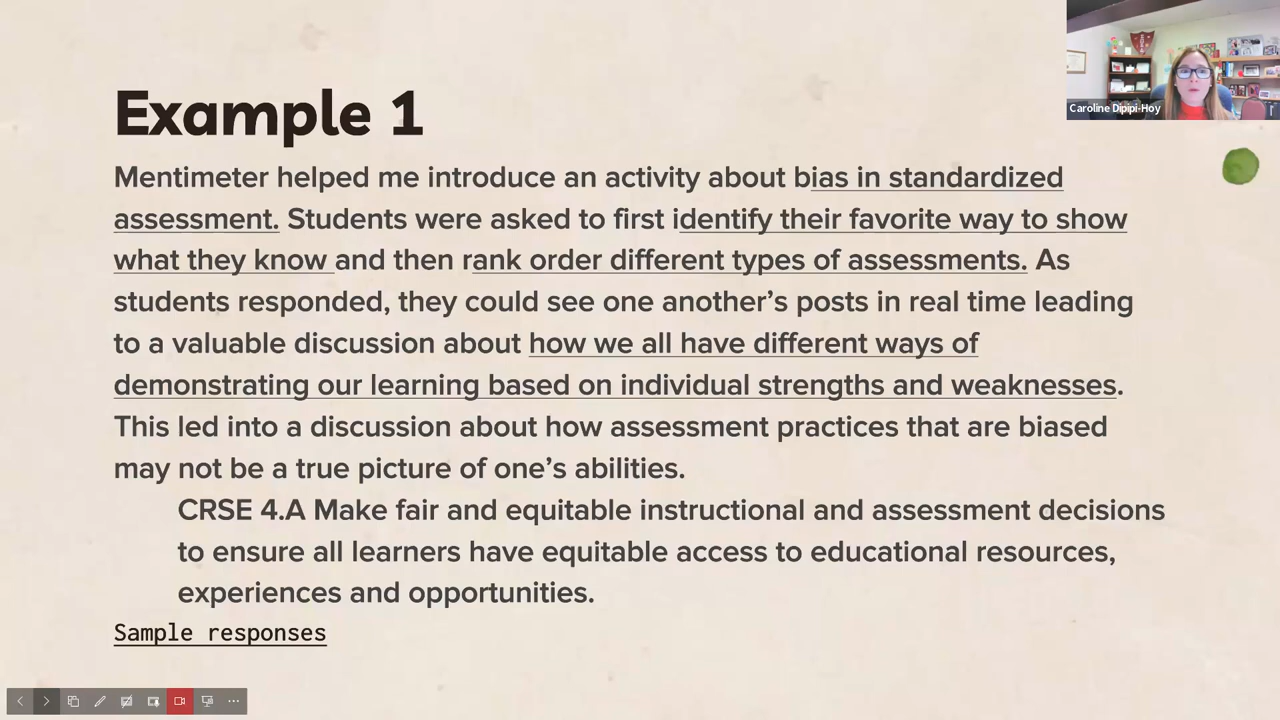 Example 1
Caroline Dipipi-Hoy
Mentimeter helped me introduce an activity about bias in standardized
assessment. Students were asked to first identify their favorite way to show
what they know and then rank order different types of assessments. As
students responded, they could see one another’s posts in real time leading
to a valuable discussion about how we all have different ways of
demonstrating our learning based on individual strengths and weaknesses.
This led into a discussion about how assessment practices that are biased
may not be a true picture of one’s abilities.
CRSE 4.A Make fair and equitable instructional and assessment decisions
to ensure all learners have equitable access to educational resources,
experiences and opportunities.
Sample responses